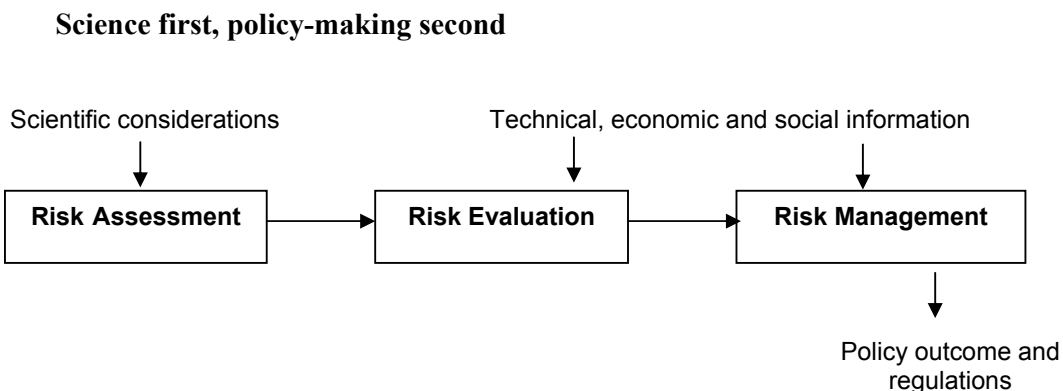 Science first, policy-making second
Scientific considerations
Technical, economic and social information
Risk Assessment
Risk Evaluation
Risk Management
Policy outcome and
regulations